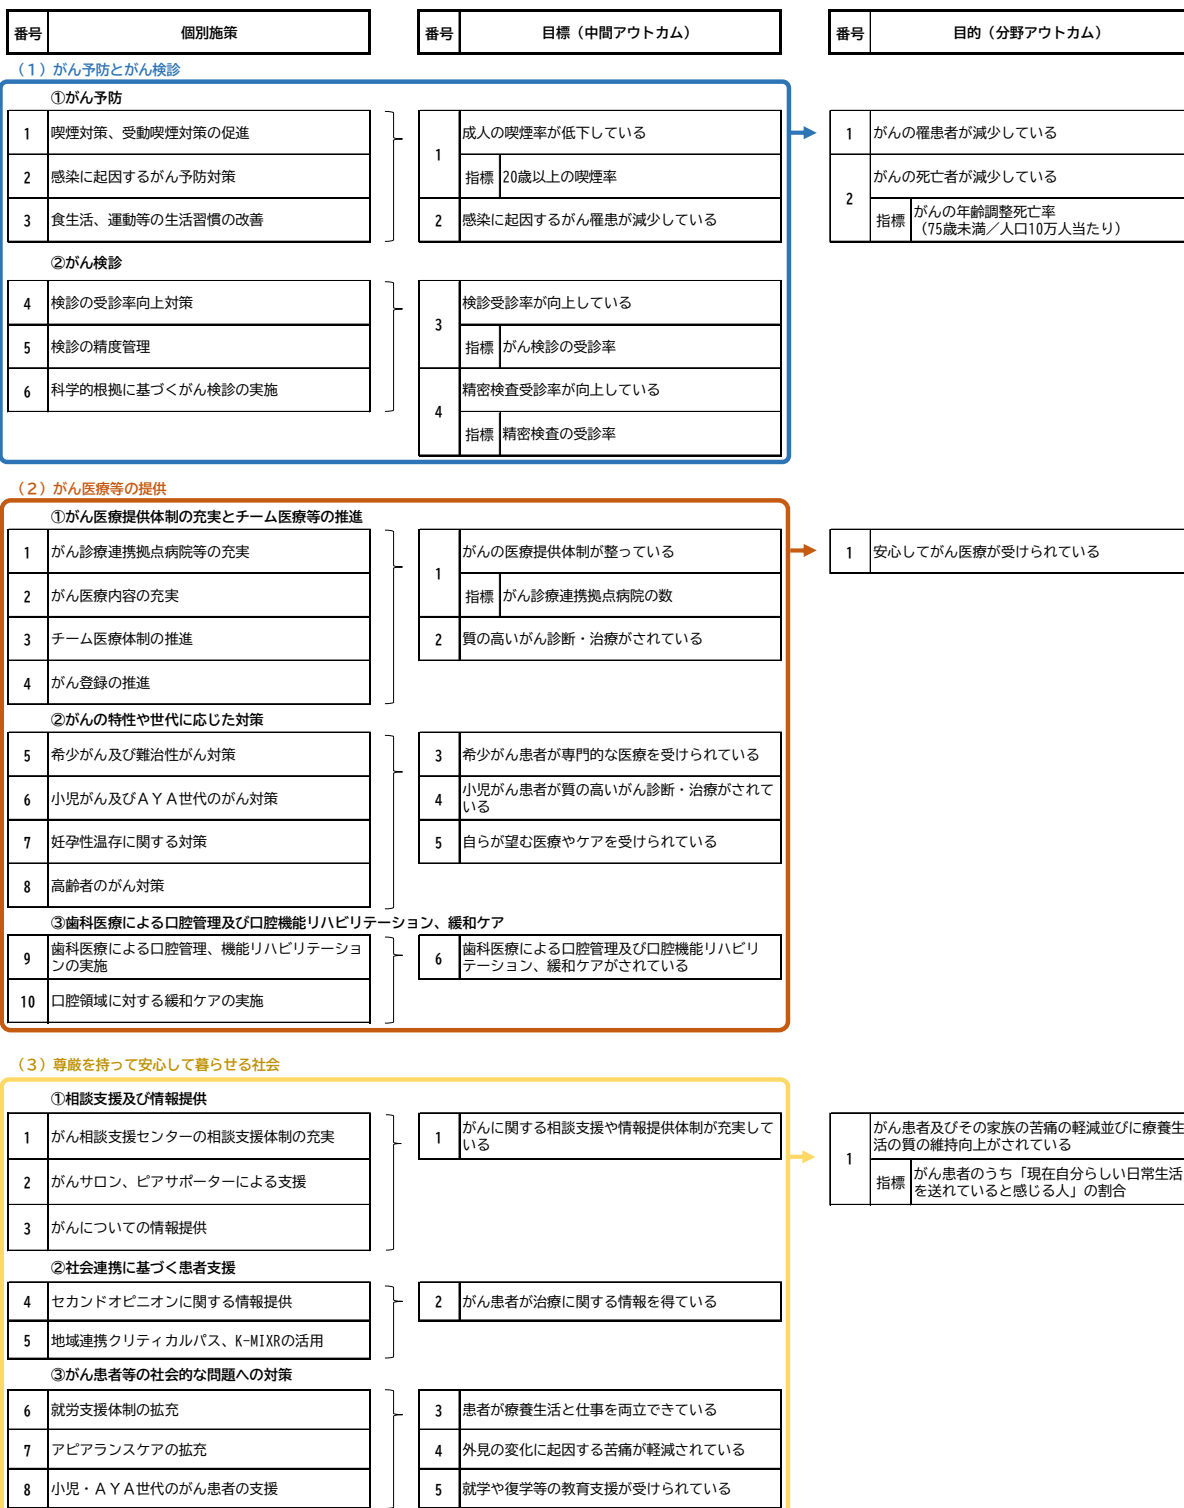 番号 個別施策 番号 目標（中間アウトカム） 番号 目的（分野アウトカム）
（１）がん予防とがん検診
①がん予防
1 喫煙対策、受動喫煙対策の促進
2 感染に起因するがん予防対策
3 食生活、運動等の生活習慣の改善
1 成人の喫煙率が低下している
指標 20歳以上の喫煙率
2 感染に起因するがん罹患が減少している
1 がんの罹患者が減少している
2 がんの死亡者が減少している
指標 がんの年齢調整死亡率
（75歳未満／人口10万人当たり）
②がん検診
4 検診の受診率向上対策
5 検診の精度管理
6 科学的根拠に基づくがん検診の実施
3 検診受診率が向上している
指標 がん検診の受診率
4 精密検査受診率が向上している
指標 精密検査の受診率
（２）がん医療等の提供
①がん医療提供体制の充実とチーム医療等の推進
1 がん診療連携拠点病院等の充実
2 がん医療内容の充実
3 チーム医療体制の推進
4 がん登録の推進
1 がんの医療提供体制が整っている
指標 がん診療連携拠点病院の数
2 質の高いがん診断・治療がされている
1 安心してがん医療が受けられている
②がんの特性や世代に応じた対策
5 希少がん及び難治性がん対策
6 小児がん及びＡＹＡ世代のがん対策
7 妊孕性温存に関する対策
8 高齢者のがん対策
3 希少がん患者が専門的な医療を受けられている
4 小児がん患者が質の高いがん診断・治療がされて
いる
5 自らが望む医療やケアを受けられている
③歯科医療による口腔管理及び口腔機能リハビリテーション、緩和ケア
9 歯科医療による口腔管理、機能リハビリテーショ
ンの実施
10 口腔領域に対する緩和ケアの実施
6 歯科医療による口腔管理及び口腔機能リハビリ
テーション、緩和ケアがされている
（３）尊厳を持って安心して暮らせる社会
①相談支援及び情報提供
1 がん相談支援センターの相談支援体制の充実
2 がんサロン、ピアサポーターによる支援
3 がんについての情報提供
1 がんに関する相談支援や情報提供体制が充実して
いる
1 がん患者及びその家族の苦痛の軽減並びに療養生
活の質の維持向上がされている
指標 がん患者のうち「現在自分らしい日常生活
を送れていると感じる人」の割合
②社会連携に基づく患者支援
4 セカンドオピニオンに関する情報提供
5 地域連携クリティカルパス、K-MIXRの活用
2 がん患者が治療に関する情報を得ている
③がん患者等の社会的な問題への対策
6 就労支援体制の拡充
7 アピアランスケアの拡充
8 小児・ＡＹＡ世代のがん患者の支援
3 患者が療養生活と仕事を両立できている
4 外見の変化に起因する苦痛が軽減されている
5 就学や復学等の教育支援が受けられている